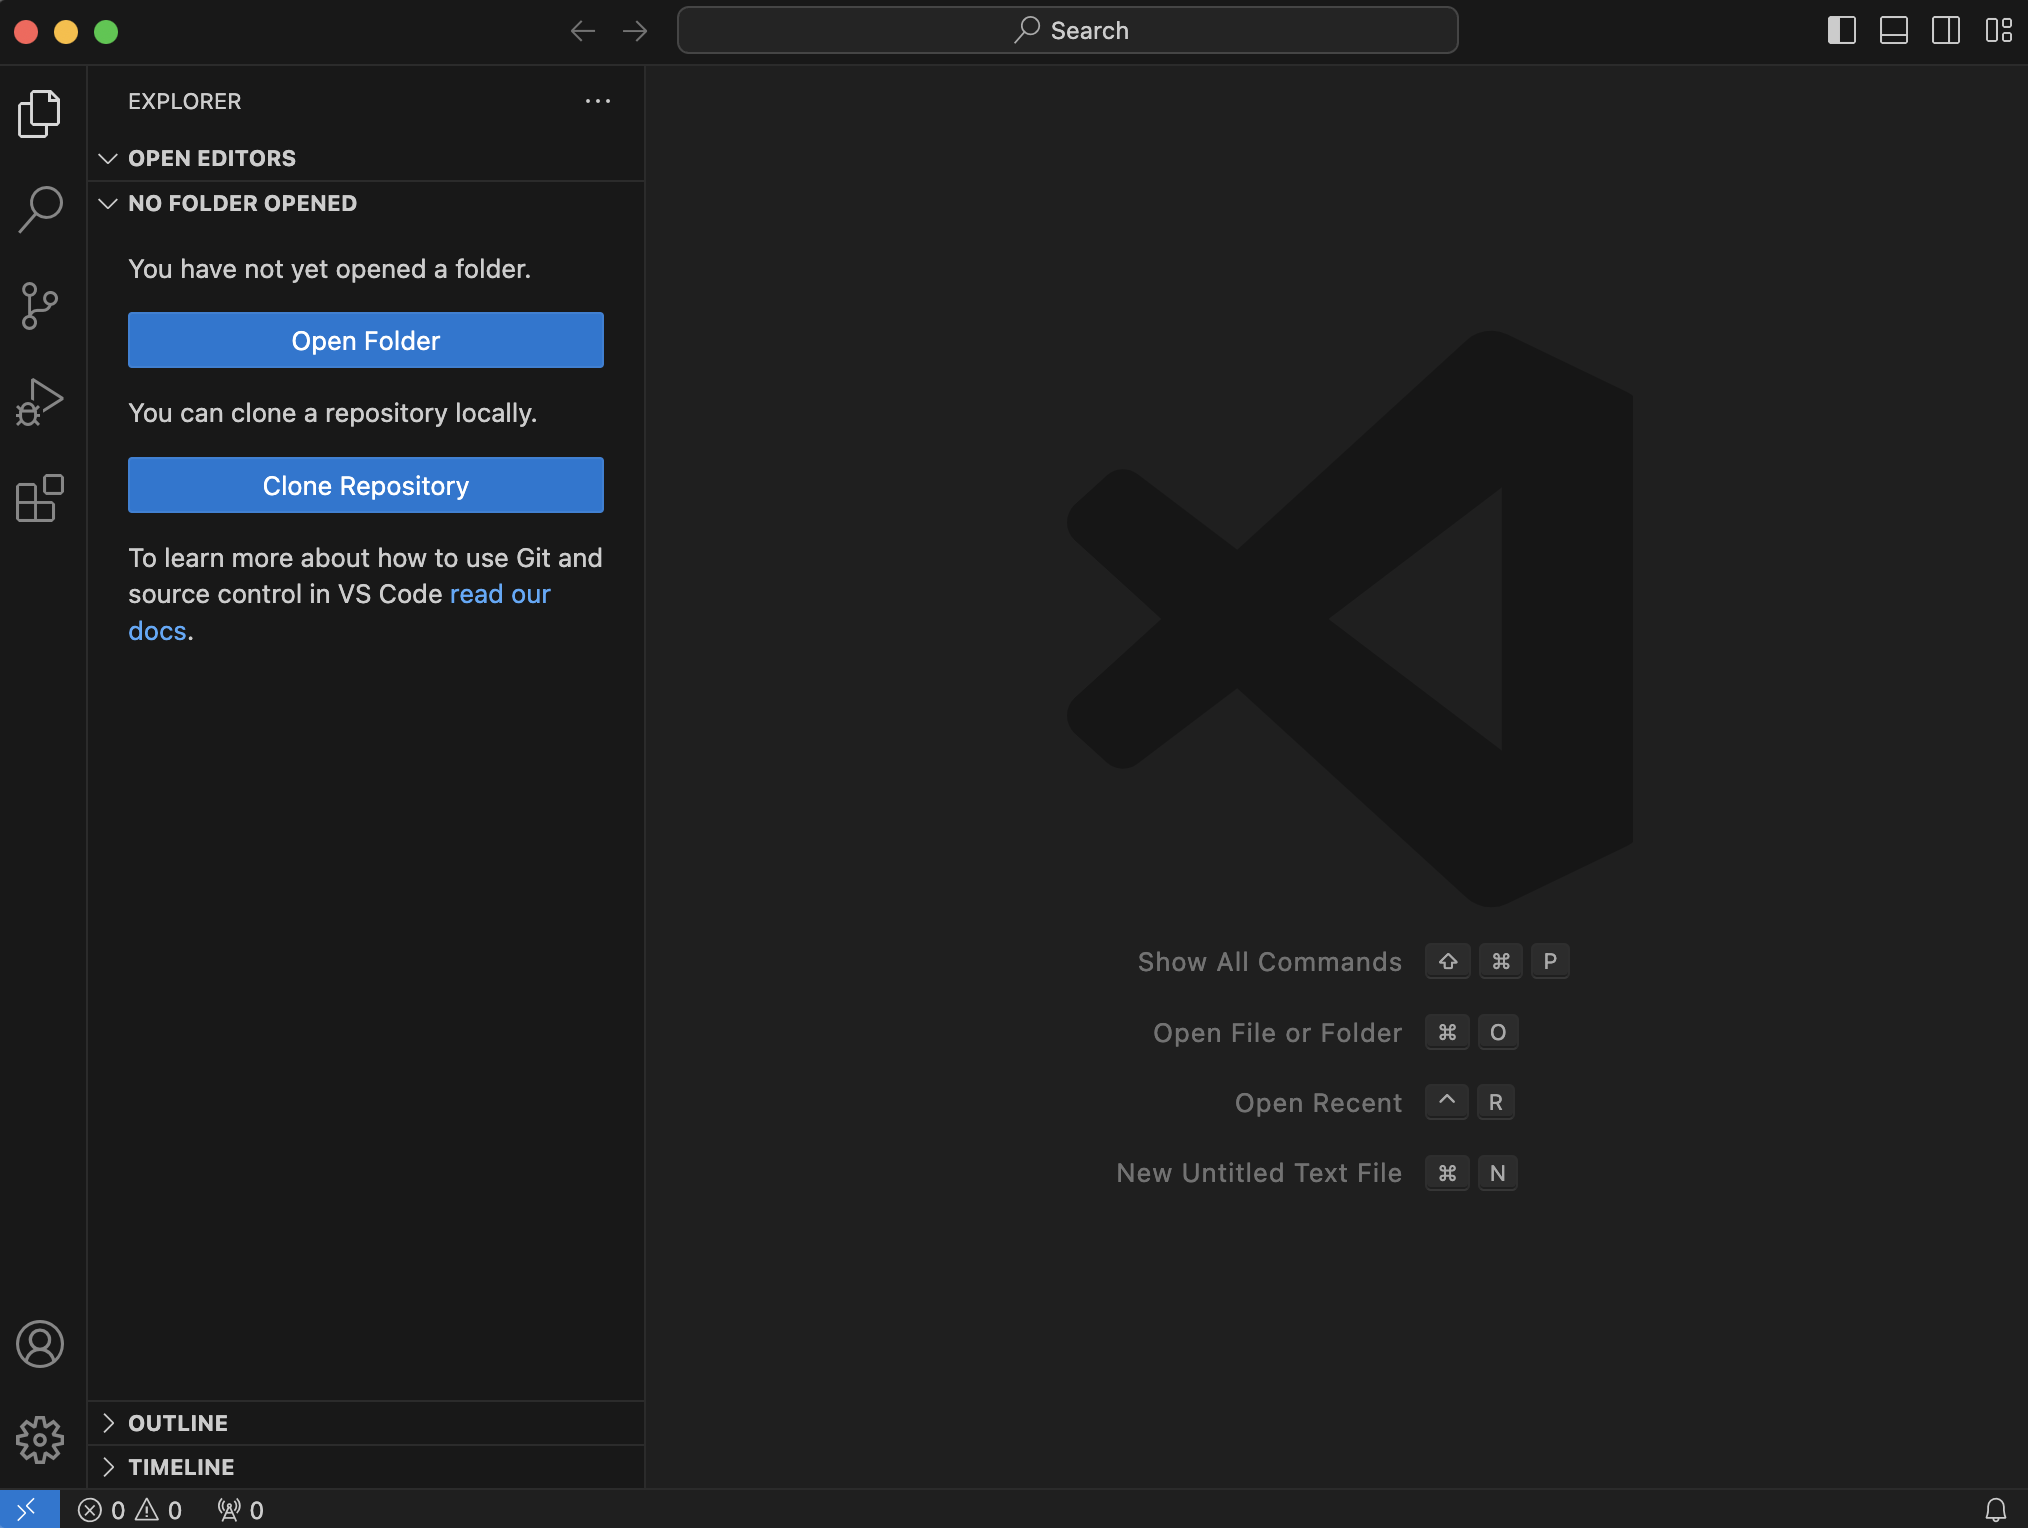 Search
EXPLORER
OPEN EDITORS
NO FOLDER OPENED
You have not yet opened a folder.
Open Folder
You can clone a repository locally.
Clone Repository
To learn more about how to use Git and
source control in VS Code read our
docs.
Show All Commands ⇧ ⌘ P
Open File or Folder ⌘ O
Open Recent ^ R
New Untitled Text File ⌘ N
OUTLINE
TIMELINE
0 0 0